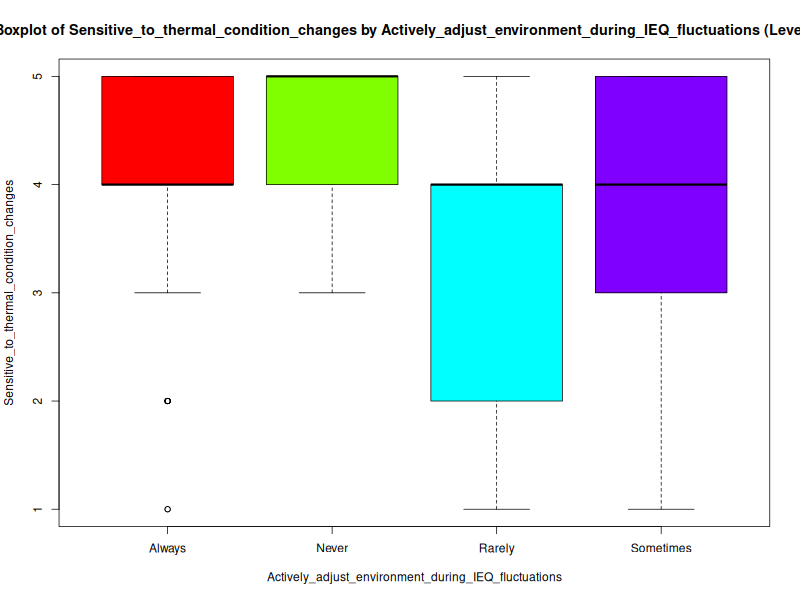 Boxplot of Sensitive_to_thermal_condition_changes by Actively_adjust_environment_during_IEQ_fluctuations (Leve
Sensitive_to_thermal_condition_changes
5
4
3
2
1
Always Never Rarely Sometimes
Actively_adjust_environment_during_IEQ_fluctuations